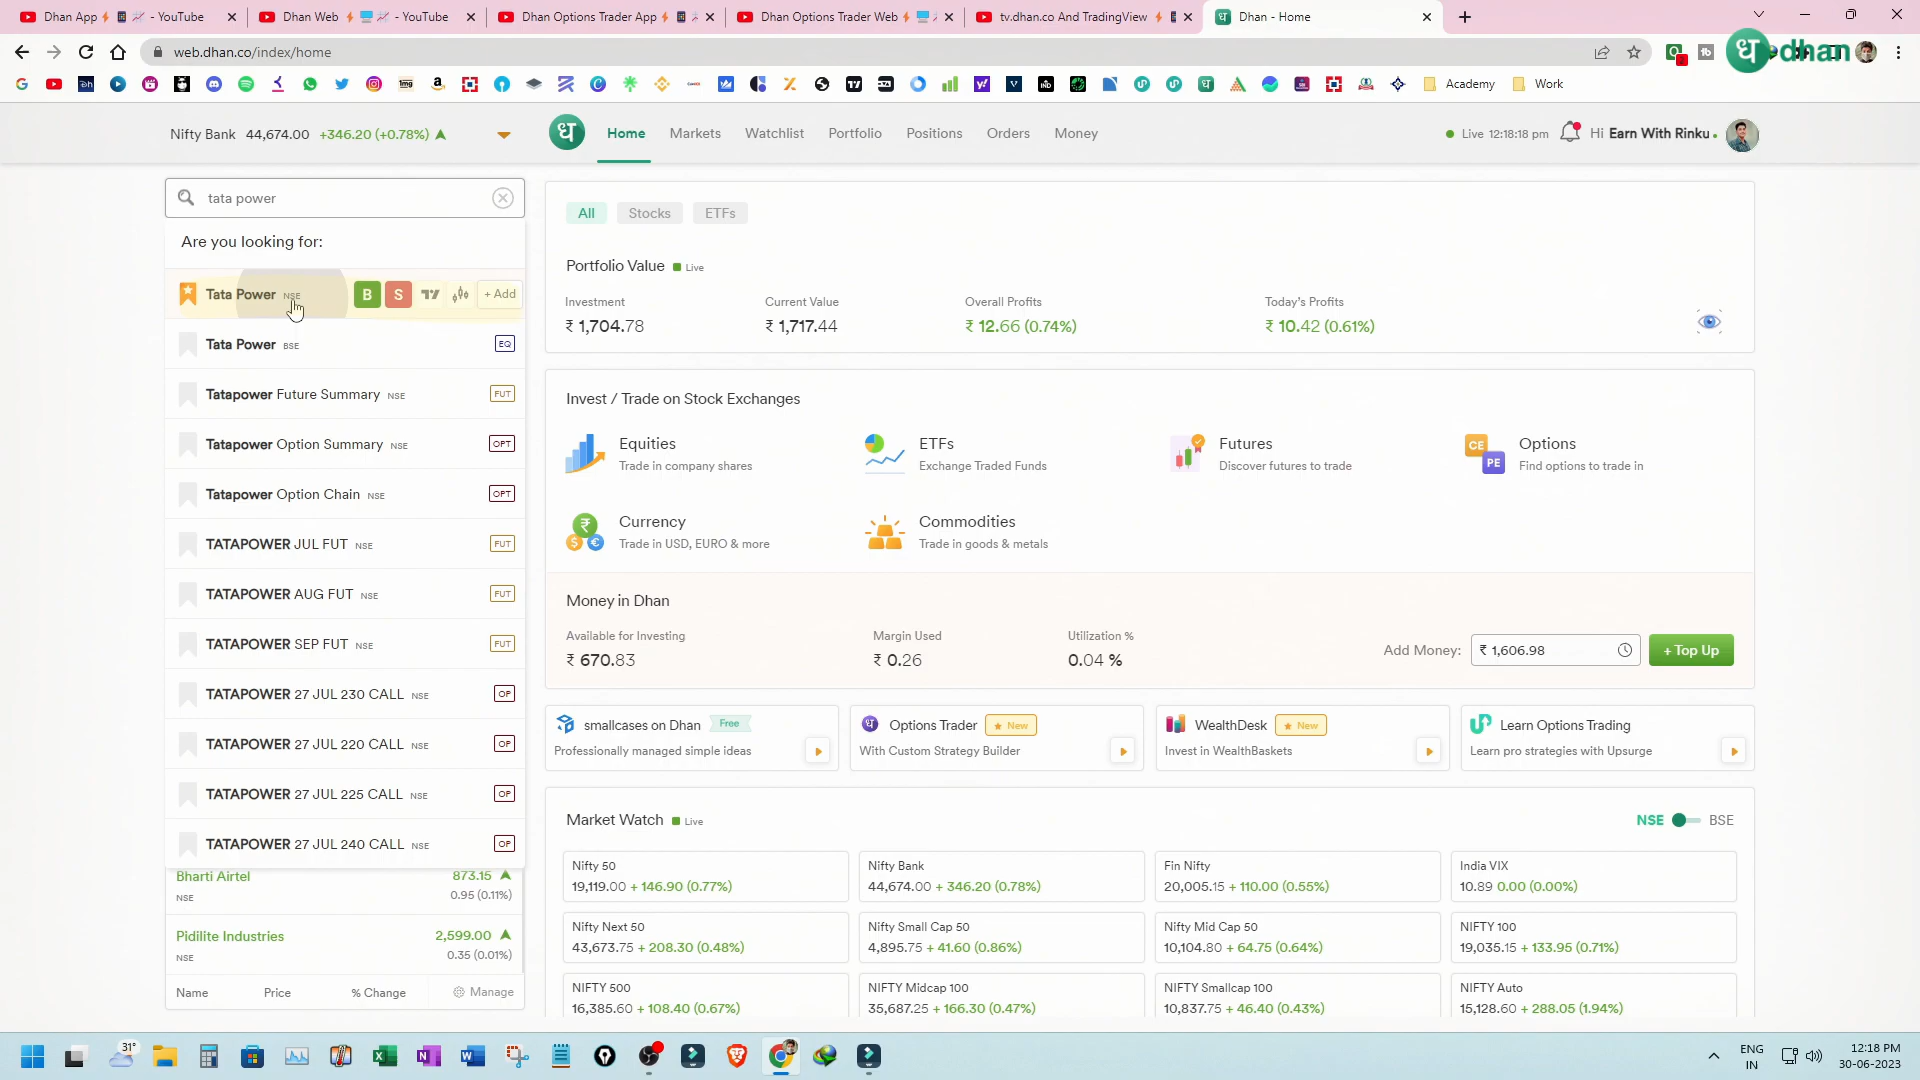 Dhan App - YouTube
Dhan Web - YouTube
Dhan Options Trader App
Dhan Options Trader Web
tv.dhan.co And TradingView
Dhan - Home
web.dhan.co/index/home
ध dhan
Academy
Work
Nifty Bank 44,674.00 +346.20 (+0.78%)
ध
Home
Markets
Watchlist
Portfolio
Positions
Orders
Money
Live 12:18:18 pm
Hi Earn With Rinku
tata power
Are you looking for:
Tata Power NSE B S + Add
Tata Power BSE EQ
Tatapower Future Summary NSE FUT
Tatapower Option Summary NSE OPT
Tatapower Option Chain NSE OPT
TATAPOWER JUL FUT NSE FUT
TATAPOWER AUG FUT NSE FUT
TATAPOWER SEP FUT NSE FUT
TATAPOWER 27 JUL 230 CALL NSE OP
TATAPOWER 27 JUL 220 CALL NSE OP
TATAPOWER 27 JUL 225 CALL NSE OP
TATAPOWER 27 JUL 240 CALL NSE OP
Bharti Airtel 873.15
NSE 0.95 (0.11%)
Pidilite Industries 2,599.00
NSE 0.35 (0.01%)
Name Price % Change Manage
All Stocks ETFs
Portfolio Value Live
Investment Current Value Overall Profits Today's Profits
₹ 1,704.78 ₹ 1,717.44 ₹ 12.66 (0.74%) ₹ 10.42 (0.61%)
Invest / Trade on Stock Exchanges
Equities
Trade in company shares
ETFs
Exchange Traded Funds
Futures
Discover futures to trade
CE PE
Options
Find options to trade in
Currency
Trade in USD, EURO & more
Commodities
Trade in goods & metals
Money in Dhan
Available for Investing Margin Used Utilization %
₹ 670.83 ₹ 0.26 0.04 %
Add Money: ₹ 1,606.98 + Top Up
smallcases on Dhan Free
Professionally managed simple ideas
Options Trader New
With Custom Strategy Builder
WealthDesk New
Invest in WealthBaskets
Learn Options Trading
Learn pro strategies with Upsurge
Market Watch Live
NSE BSE
Nifty 50
19,119.00 + 146.90 (0.77%)
Nifty Bank
44,674.00 + 346.20 (0.78%)
Fin Nifty
20,005.15 + 110.00 (0.55%)
India VIX
10.89 0.00 (0.00%)
Nifty Next 50
43,673.75 + 208.30 (0.48%)
Nifty Small Cap 50
4,895.75 + 41.60 (0.86%)
Nifty Mid Cap 50
10,104.80 + 64.75 (0.64%)
NIFTY 100
19,035.15 + 133.95 (0.71%)
NIFTY 500
16,385.60 + 108.40 (0.67%)
NIFTY Midcap 100
35,687.25 + 166.30 (0.47%)
NIFTY Smallcap 100
10,837.75 + 46.40 (0.43%)
NIFTY Auto
15,128.60 + 288.05 (1.94%)
31°
ENG
IN
12:18 PM
30-06-2023